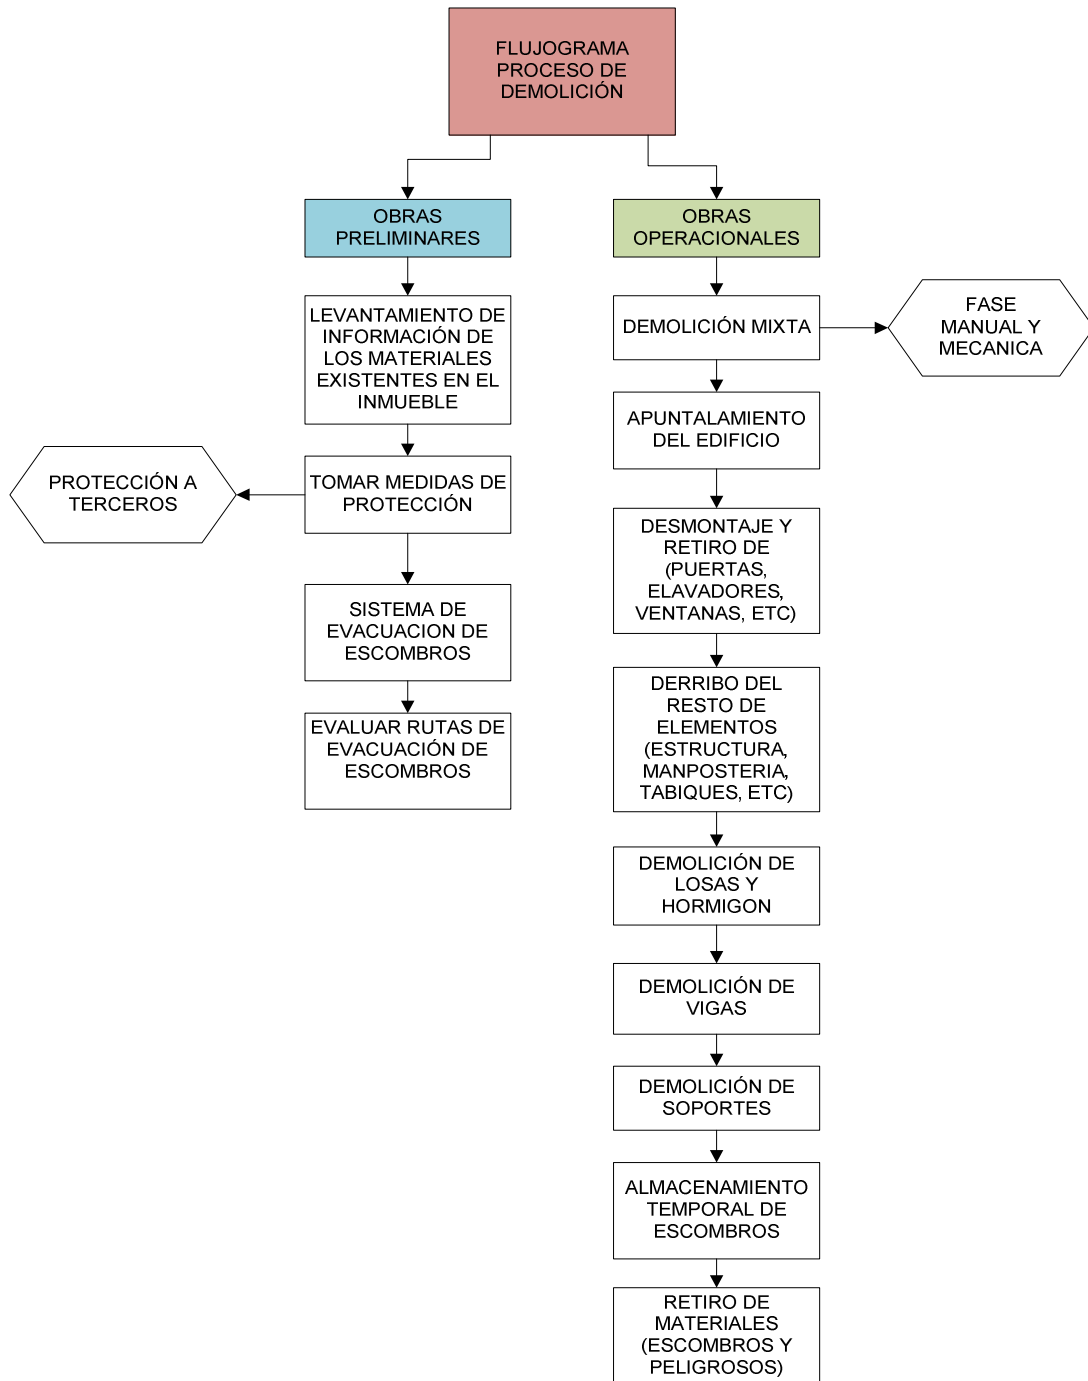 FLUJOGRAMA
PROCESO DE
DEMOLICIÓN
OBRAS
PRELIMINARES
LEVANTAMIENTO DE
INFORMACIÓN DE
LOS MATERIALES
EXISTENTES EN EL
INMUEBLE
PROTECCIÓN A
TERCEROS
TOMAR MEDIDAS DE
PROTECCIÓN
SISTEMA DE
EVACUACION DE
ESCOMBROS
EVALUAR RUTAS DE
EVACUACIÓN DE
ESCOMBROS
OBRAS
OPERACIONALES
DEMOLICIÓN MIXTA
FASE
MANUAL Y
MECANICA
APUNTALAMIENTO
DEL EDIFICIO
DESMONTAJE Y
RETIRO DE
(PUERTAS,
ELAVADORES,
VENTANAS, ETC)
DERRIBO DEL
RESTO DE
ELEMENTOS
(ESTRUCTURA,
MANPOSTERIA,
TABIQUES, ETC)
DEMOLICIÓN DE
LOSAS Y
HORMIGON
DEMOLICIÓN DE
VIGAS
DEMOLICIÓN DE
SOPORTES
ALMACENAMIENTO
TEMPORAL DE
ESCOMBROS
RETIRO DE
MATERIALES
(ESCOMBROS Y
PELIGROSOS)